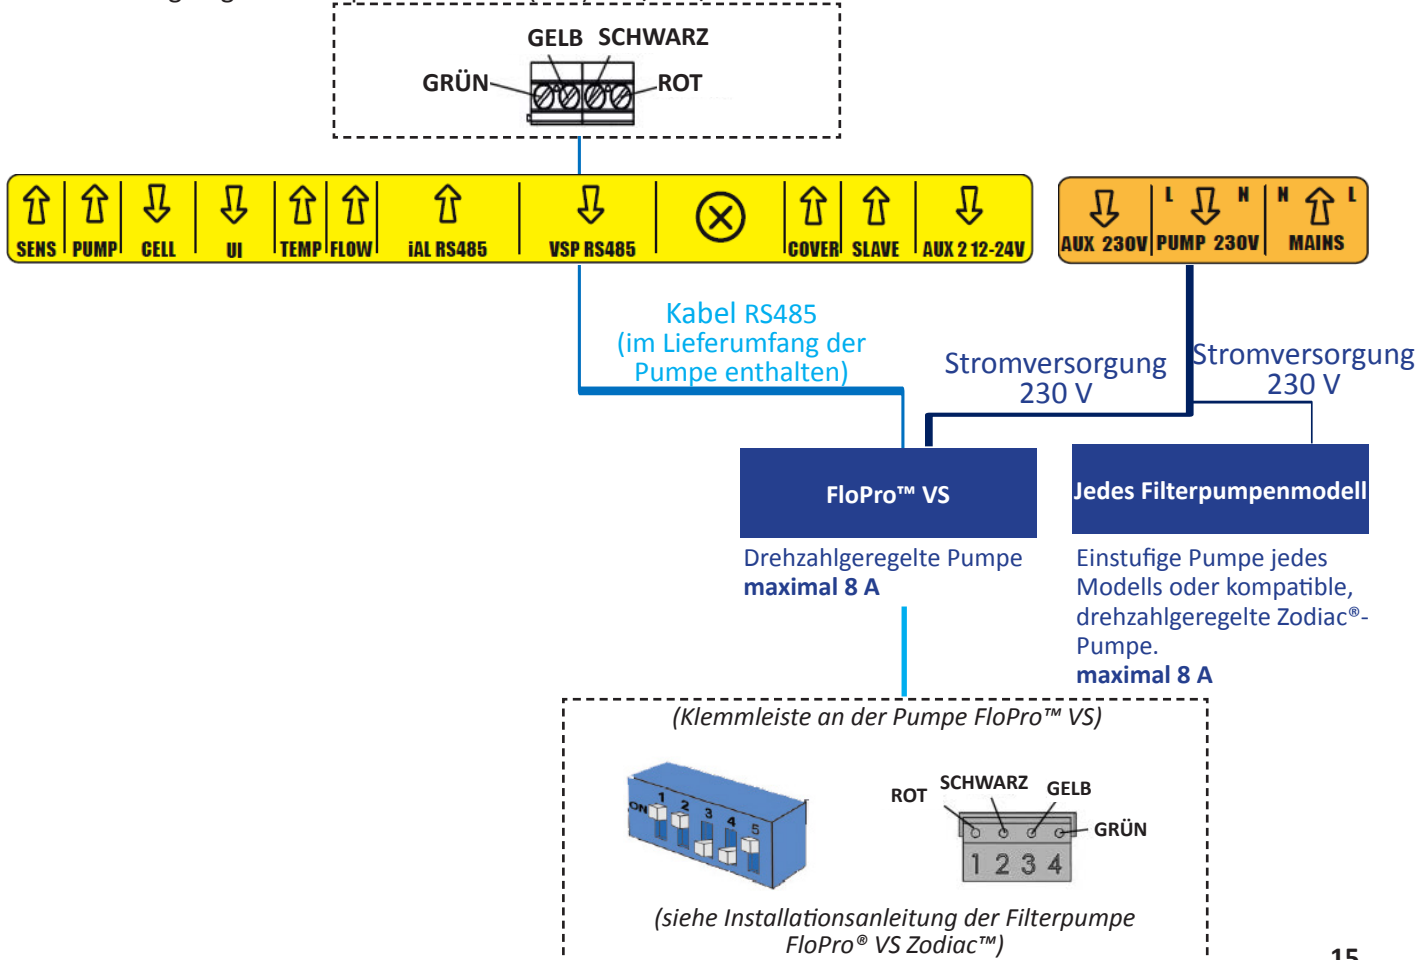 GELB SCHWARZ
GRÜN
ROT
SENS PUMP CELL UI TEMP FLOW iAL RS485 VSP RS485 COVER SLAVE AUX 2 12-24V
L N N L
AUX 230V PUMP 230V MAINS
Kabel RS485
(im Lieferumfang der
Pumpe enthalten)
Stromversorgung
230 V
Stromversorgung
230 V
FloPro™ VS
Jedes Filterpumpenmodell
Drehzahlgeregelte Pumpe
maximal 8 A
Einstufige Pumpe jedes
Modells oder kompatible,
drehzahlgeregelte Zodiac®-
Pumpe.
maximal 8 A
(Klemmleiste an der Pumpe FloPro™ VS)
ON 1 2 3 4 5
ROT SCHWARZ GELB
GRÜN
1 2 3 4
(siehe Installationsanleitung der Filterpumpe
FloPro® VS Zodiac™)
15